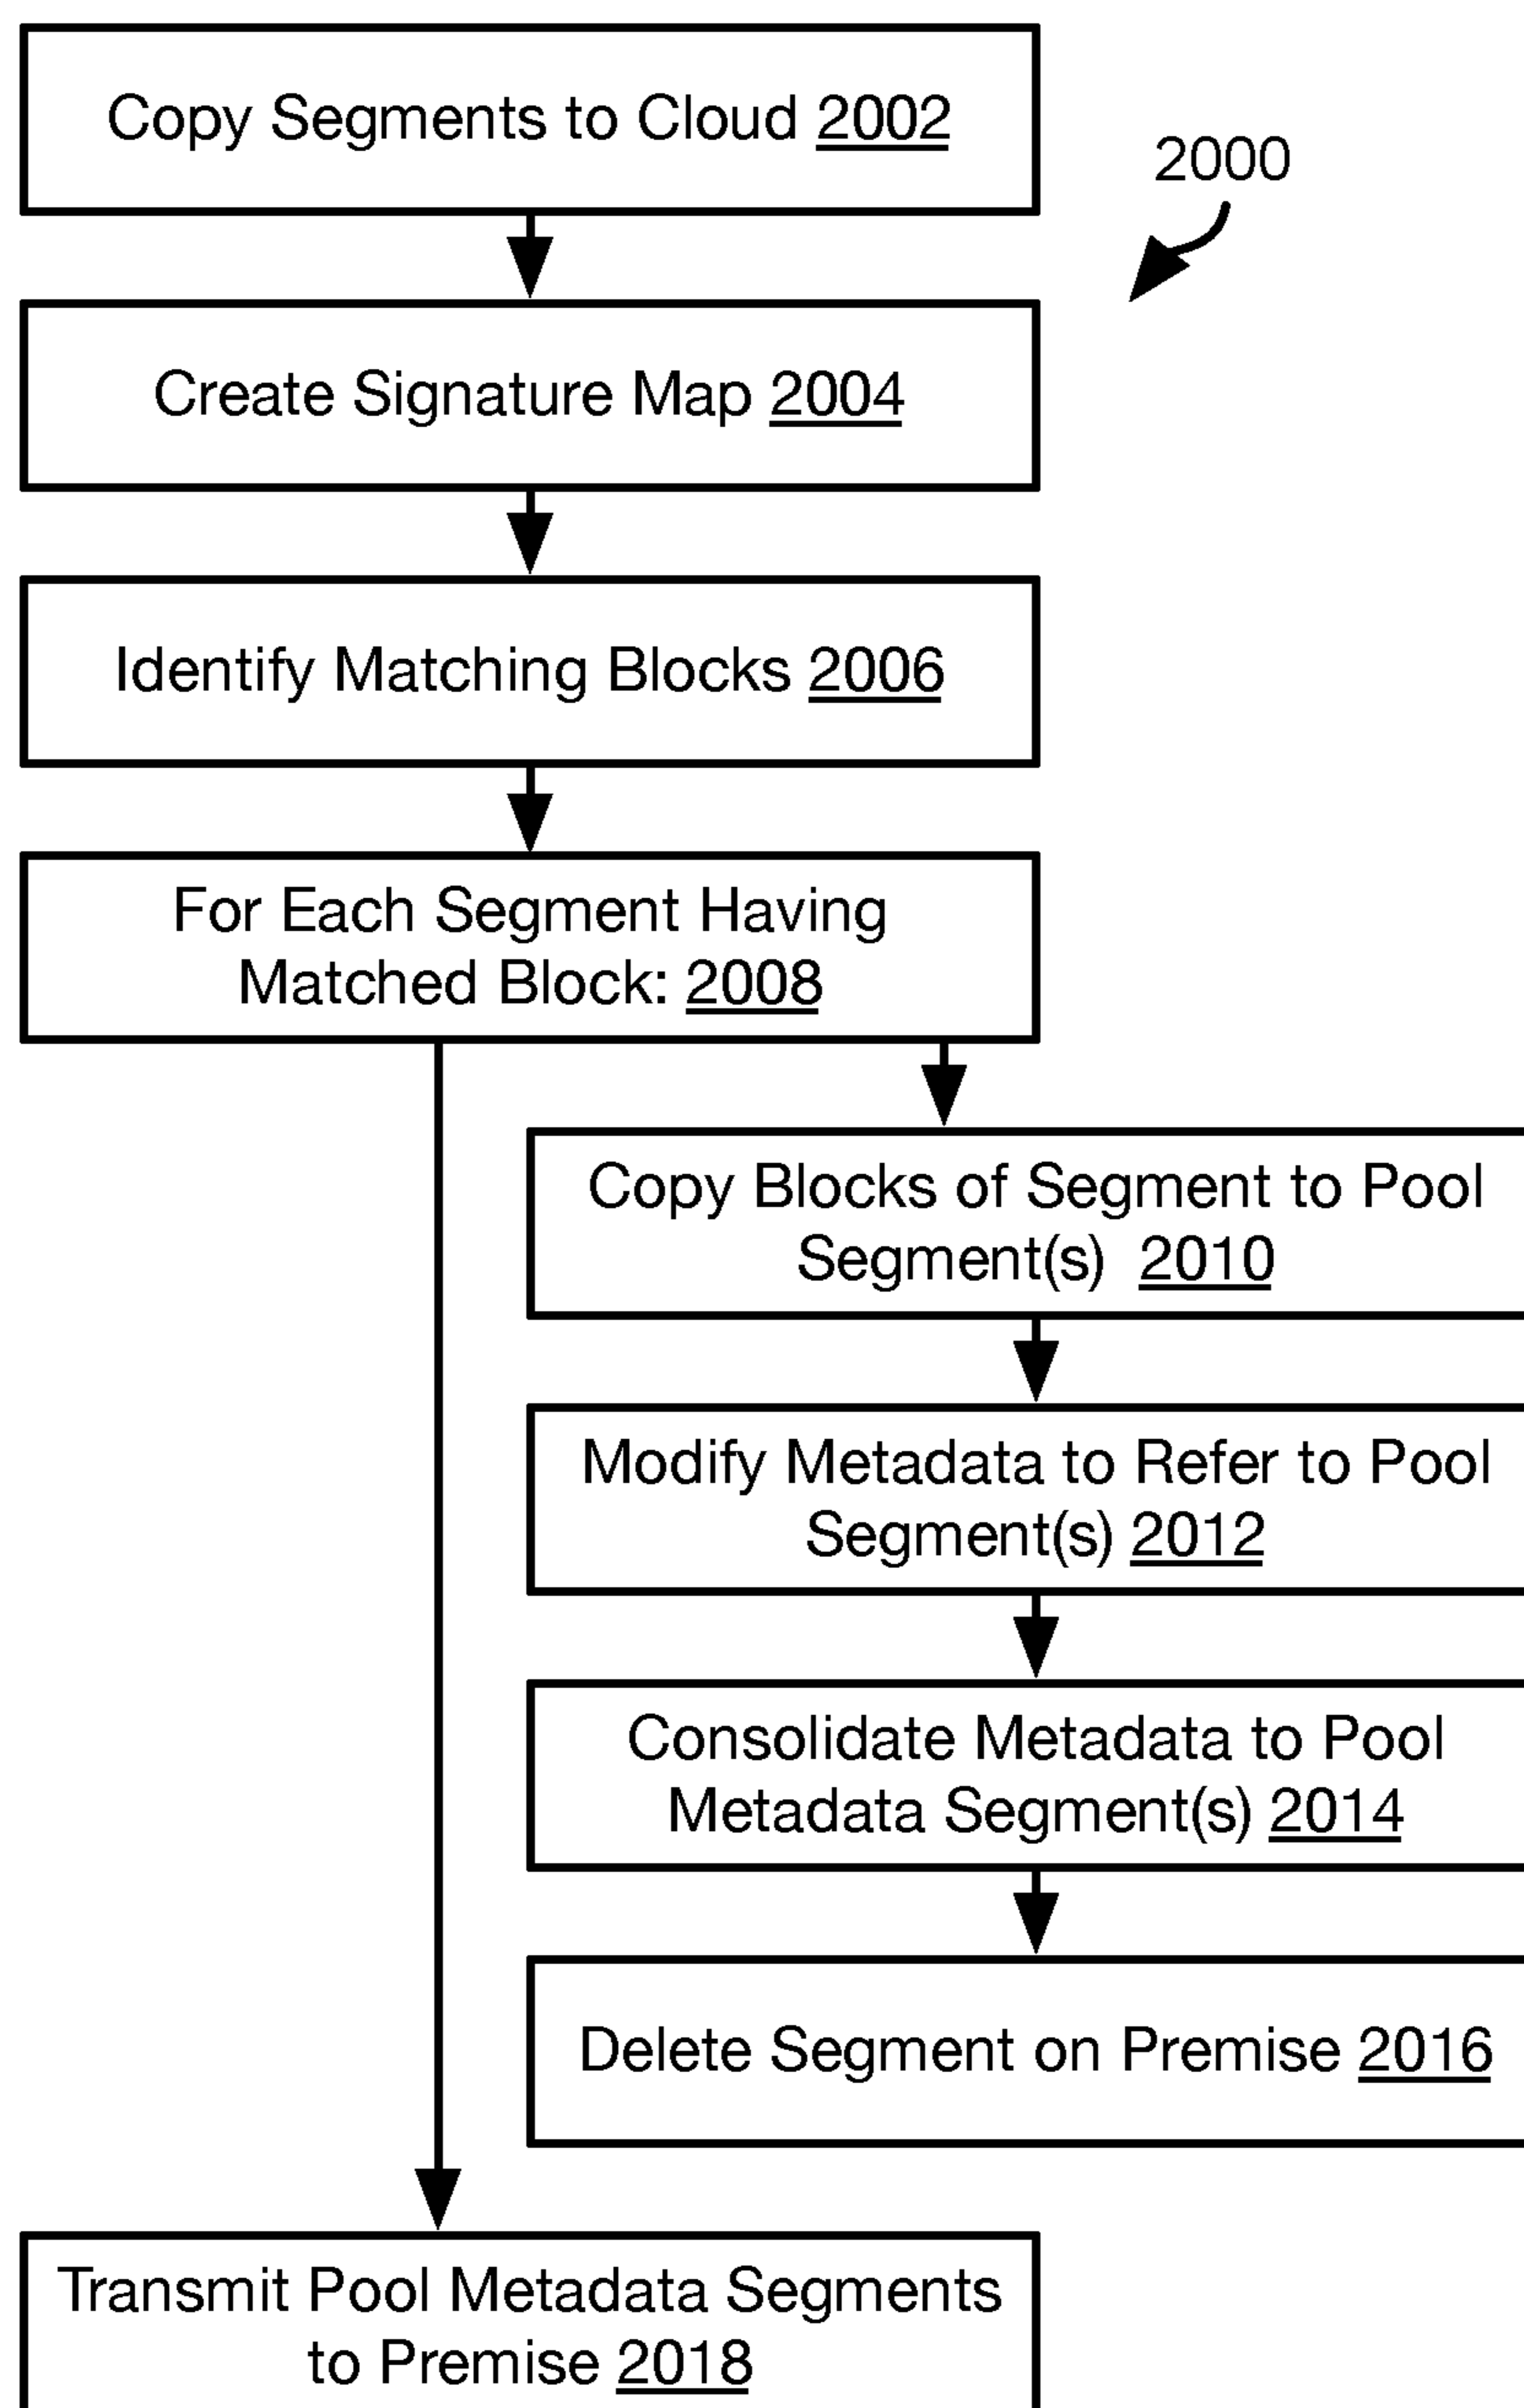 Copy Segments to Cloud 2002
2000
Create Signature Map 2004
Identify Matching Blocks 2006
For Each Segment Having
Matched Block: 2008
Copy Blocks of Segment to Pool
Segment(s) 2010
Modify Metadata to Refer to Pool
Segment(s) 2012
Consolidate Metadata to Pool
Metadata Segment(s) 2014
Delete Segment on Premise 2016
Transmit Pool Metadata Segments
to Premise 2018